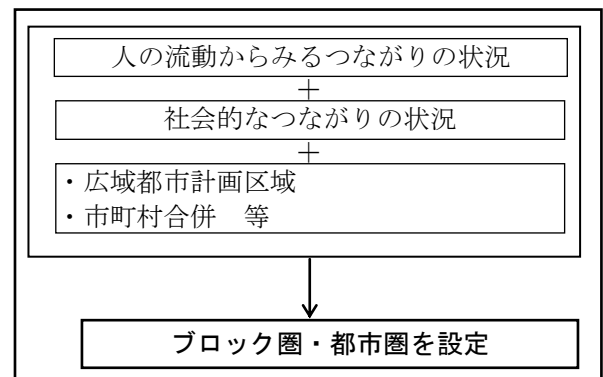 人の流動からみるつながりの状況
＋
社会的なつながりの状況
＋
・広域都市計画区域
・市町村合併　等
ブロック圏・都市圏を設定